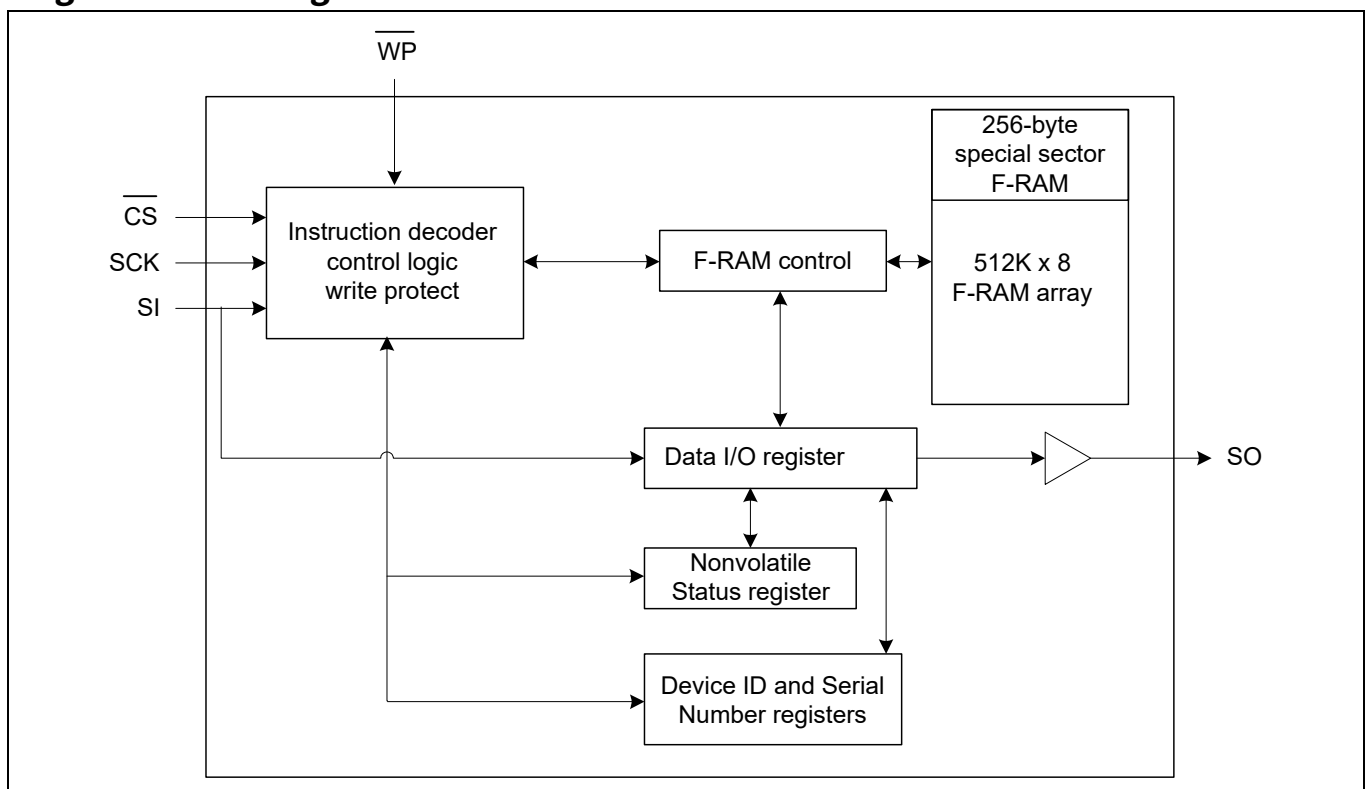 WP
256-byte
special sector
F-RAM
CS
SCK
SI
Instruction decoder
control logic
write protect
F-RAM control
512K x 8
F-RAM array
Data I/O register
SO
Nonvolatile
Status register
Device ID and Serial
Number registers